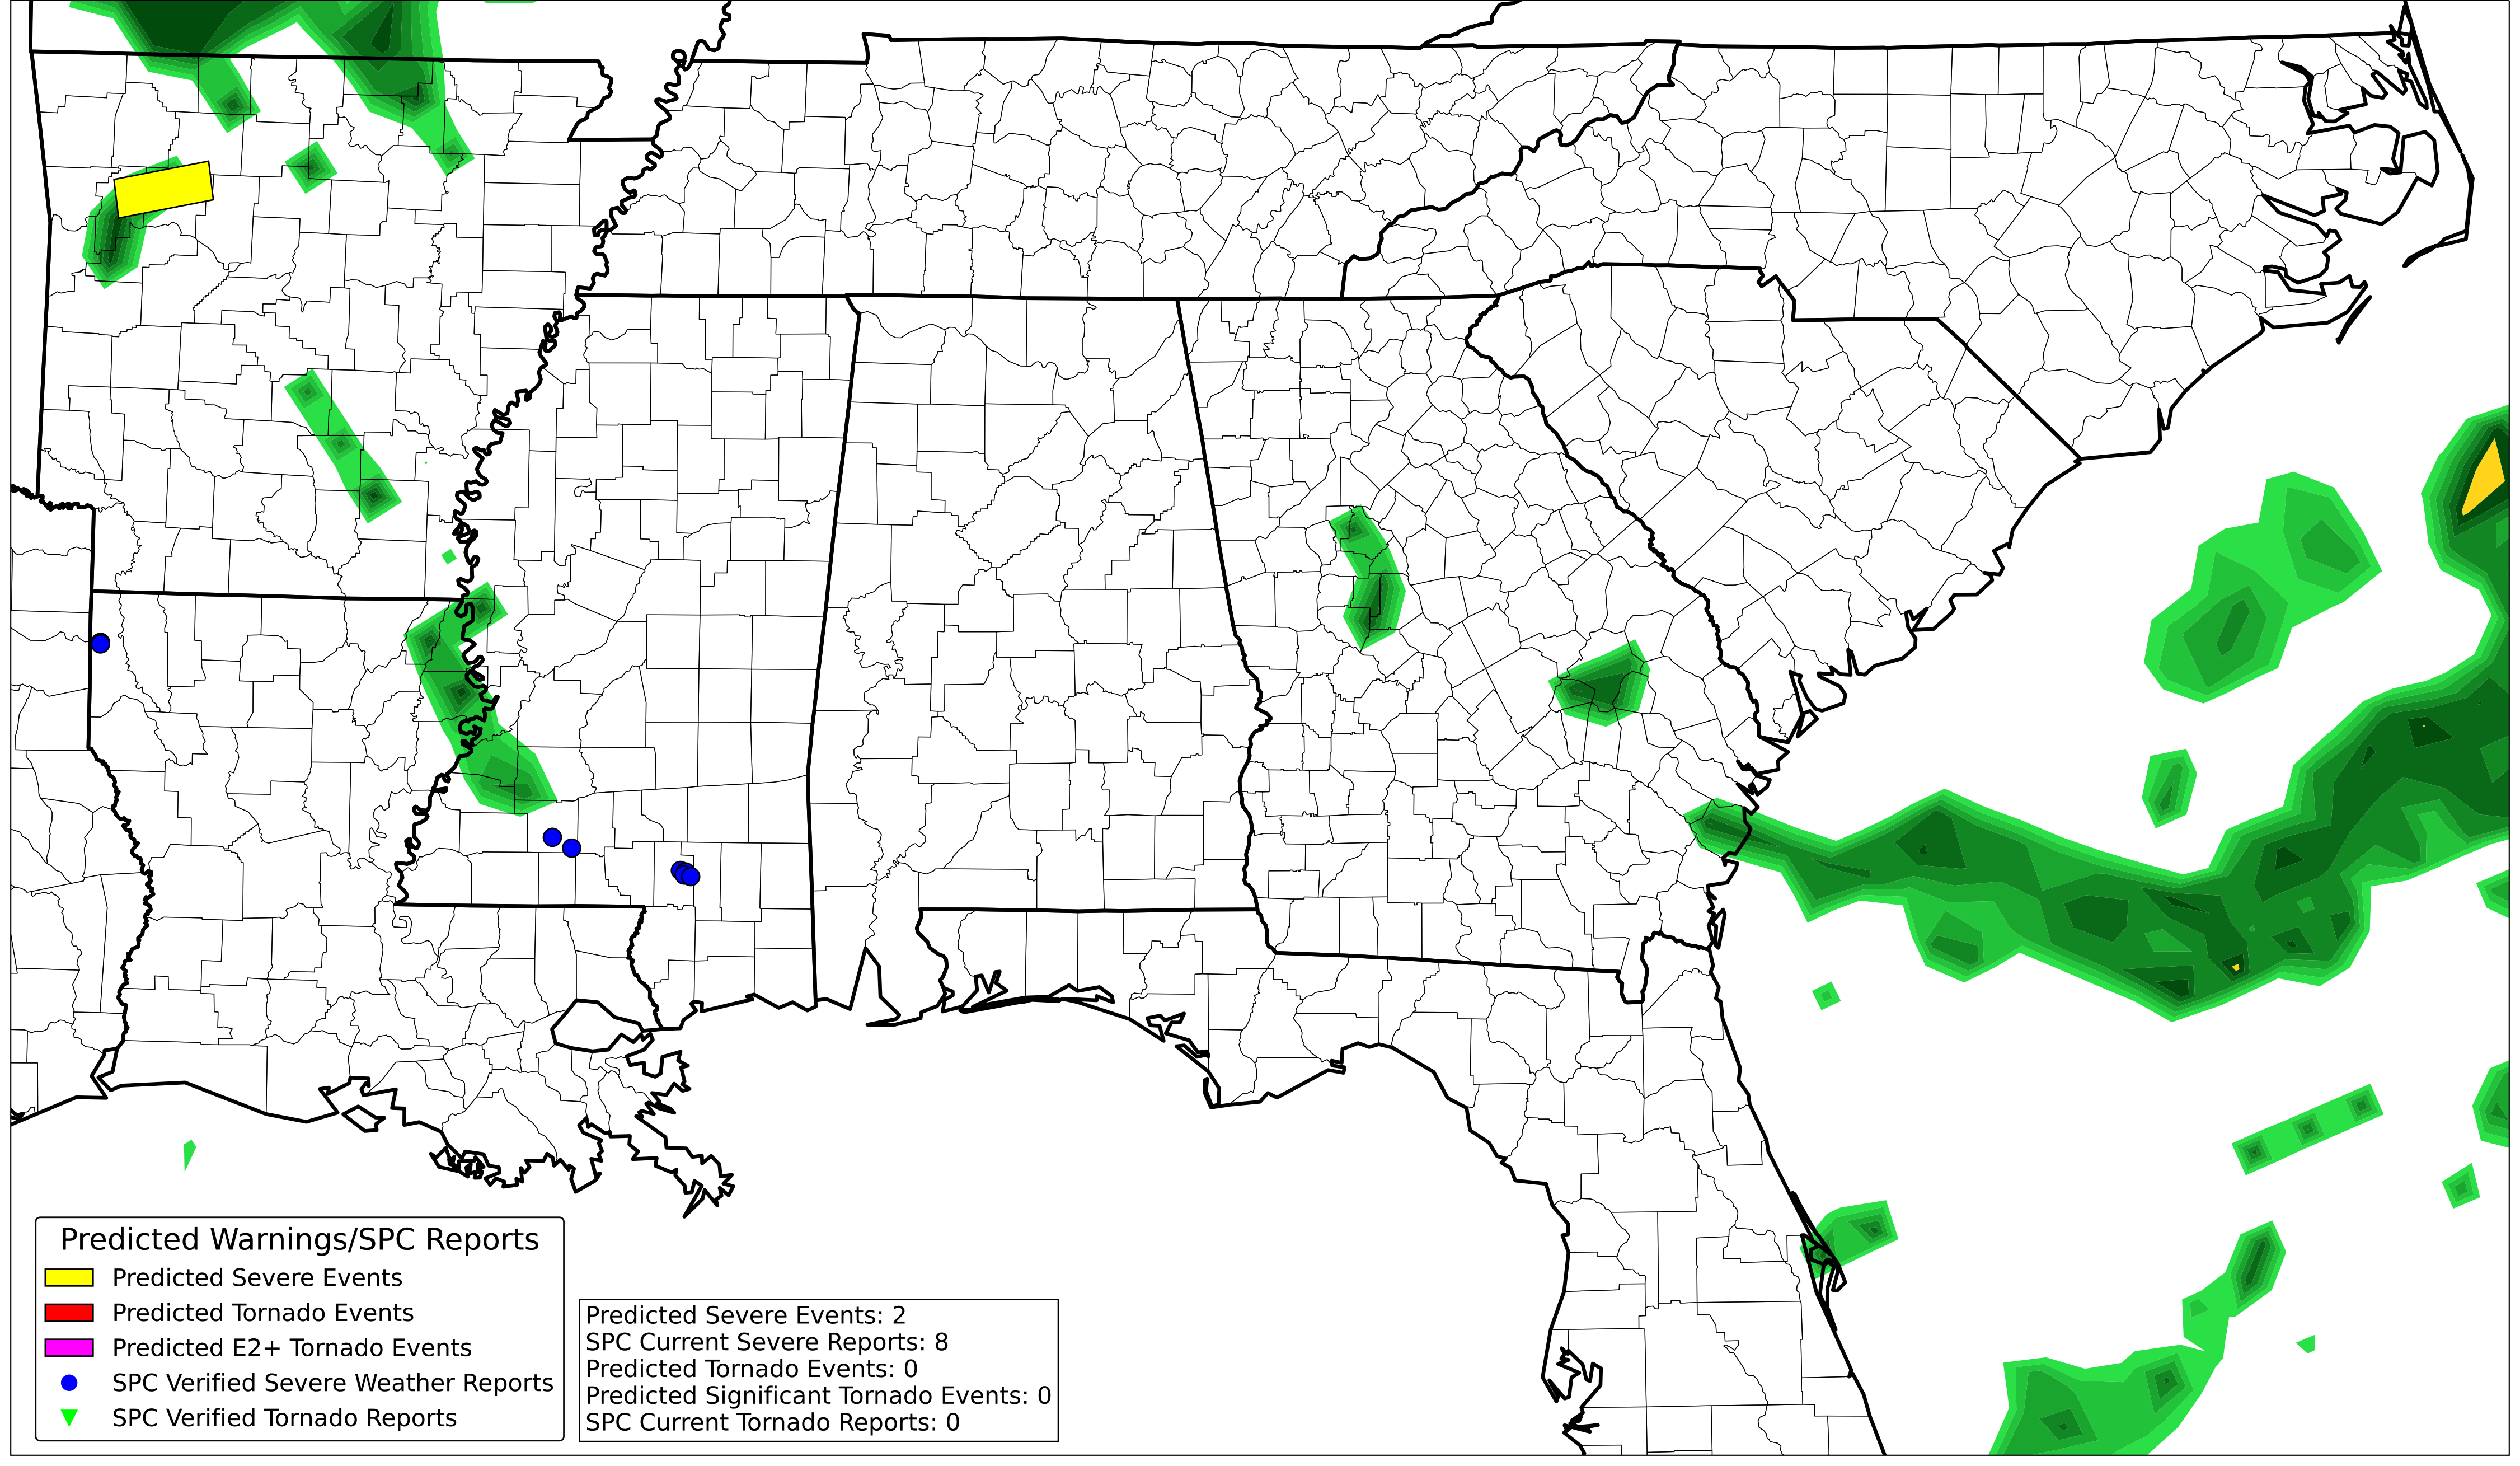 Predicted Warnings/SPC Reports
Predicted Severe Events
Predicted Tornado Events
Predicted E2+ Tornado Events
SPC Verified Severe Weather Reports
SPC Verified Tornado Reports
Predicted Severe Events: 2
SPC Current Severe Reports: 8
Predicted Tornado Events: 0
Predicted Significant Tornado Events: 0
SPC Current Tornado Reports: 0